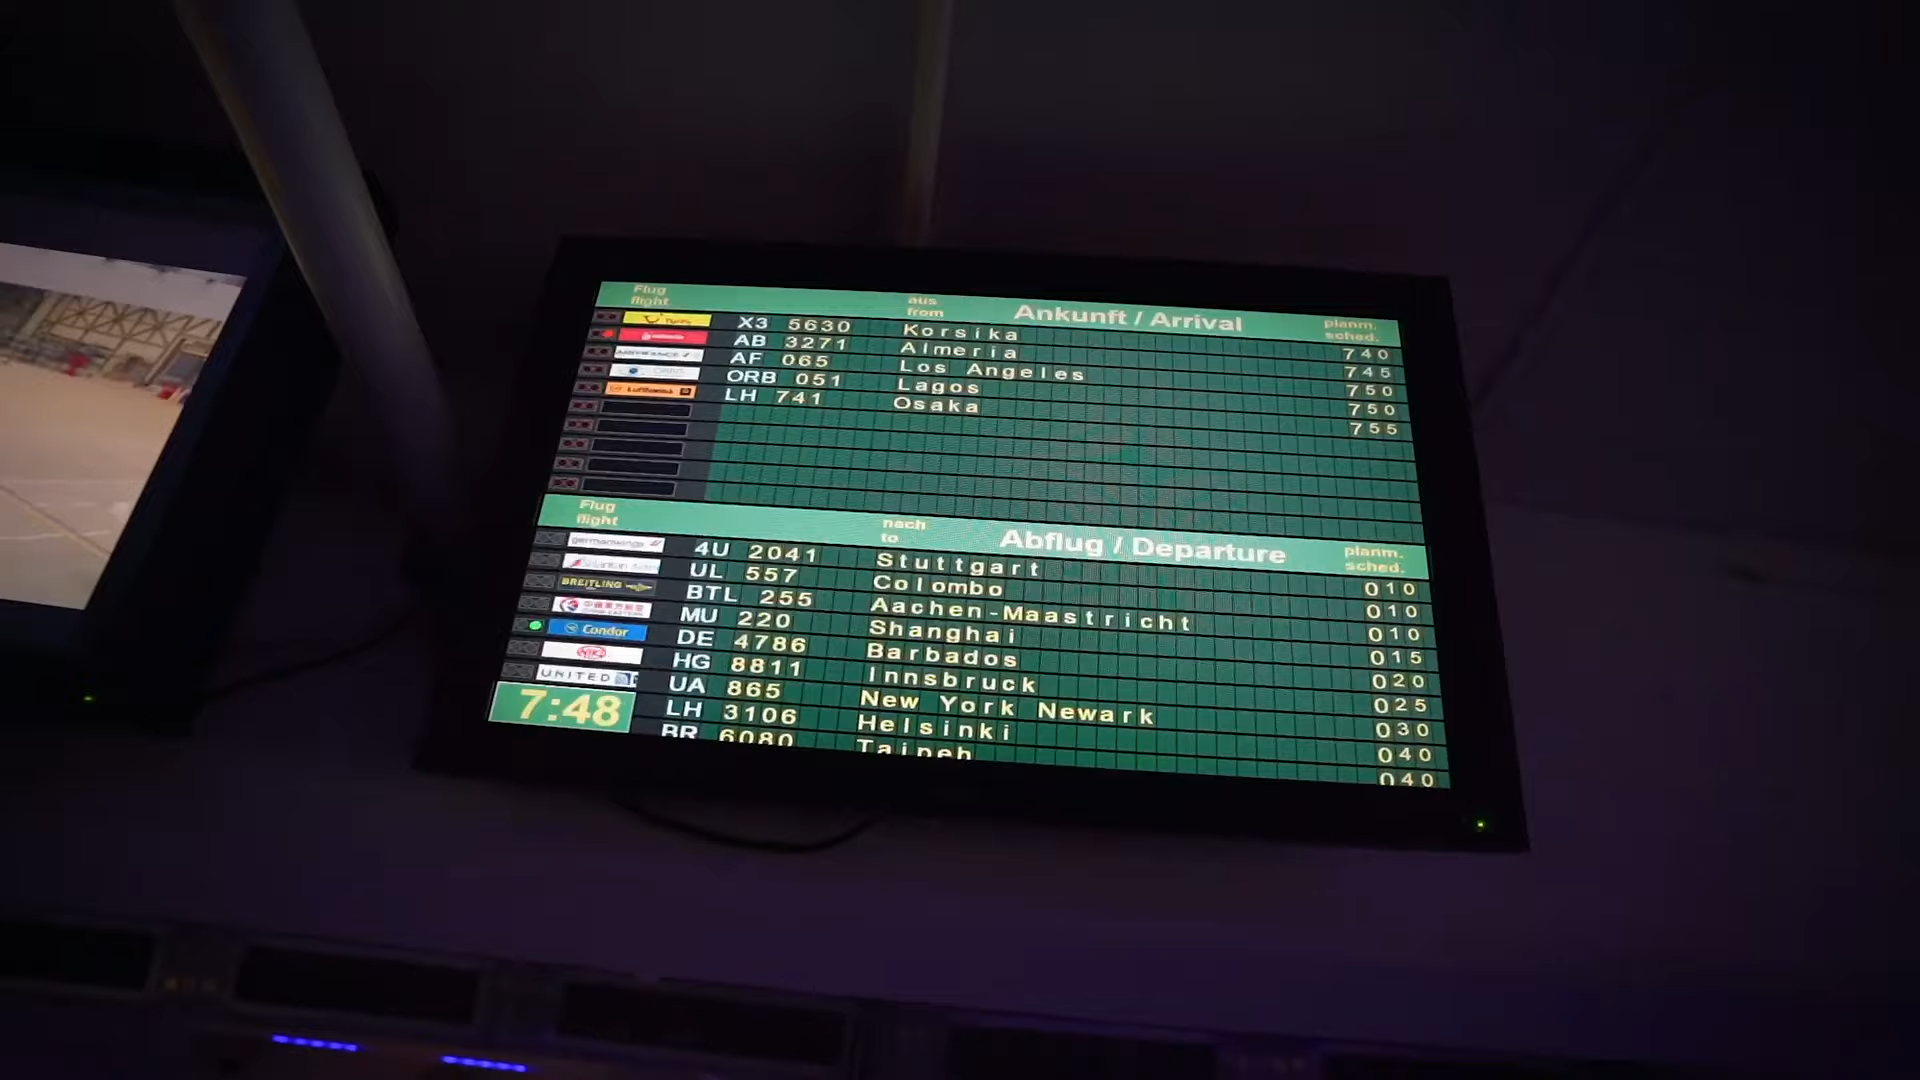 Flug flight aus from Ankunft / Arrival planm. sched.
X3 5630 Korsika 740
AB 3271 Almeria 745
AF 065 Los Angeles 750
ORB 051 Lagos 750
Lufthansa LH 741 Osaka 755
Flug flight nach to Abflug / Departure planm. sched.
germanwings 4U 2041 Stuttgart 010
UL 557 Colombo 010
BREITLING BTL 255 Aachen-Maastricht 010
MU 220 Shanghai 015
Condor DE 4786 Barbados 020
HG 8811 Innsbruck 025
UNITED UA 865 New York Newark 030
LH 3106 Helsinki 040
BR 6080 Taipeh 040
7:48